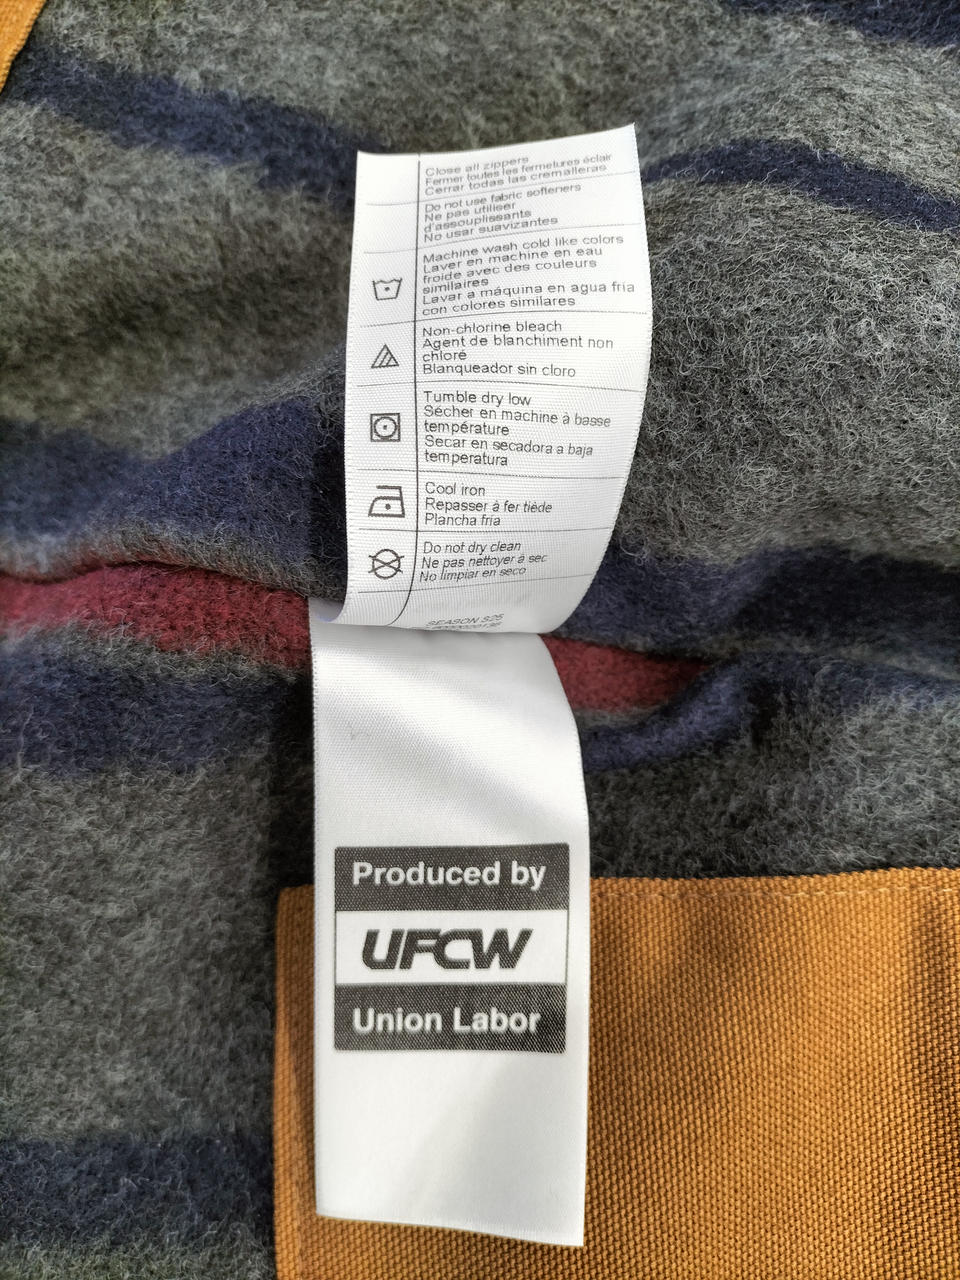 Close all zippers
Fermer toutes les fermetures éclair
Cerrar todas las cremalleras
Do not use fabric softeners
Ne pas utiliser
d'assouplissants
No usar suavizantes
Machine wash cold like colors
Laver en machine en eau
froide avec des couleurs
similaires
Lavar a máquina en agua fria
con colores similares
Non-chlorine bleach
Agent de blanchiment non
chloré
Blanqueador sin cloro
Tumble dry low
Sécher en machine à basse
température
Secar en secadora a baja
temperatura
Cool iron
Repasser à fer tiède
Plancha fria
Do not dry clean
Ne pas nettoyer à sec
No limpiar en seco
SEASON S25
Produced by
UFCW
Union Labor